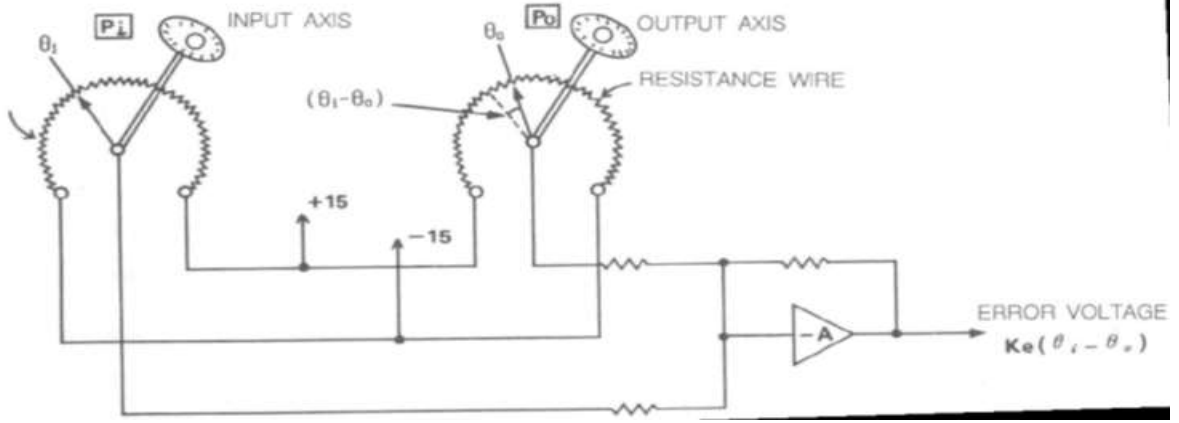 Pi
INPUT AXIS
Po
OUTPUT AXIS
θi
θo
RESISTANCE WIRE
(θi-θo)
+15
-15
-A
ERROR VOLTAGE
Ke(θi-θo)